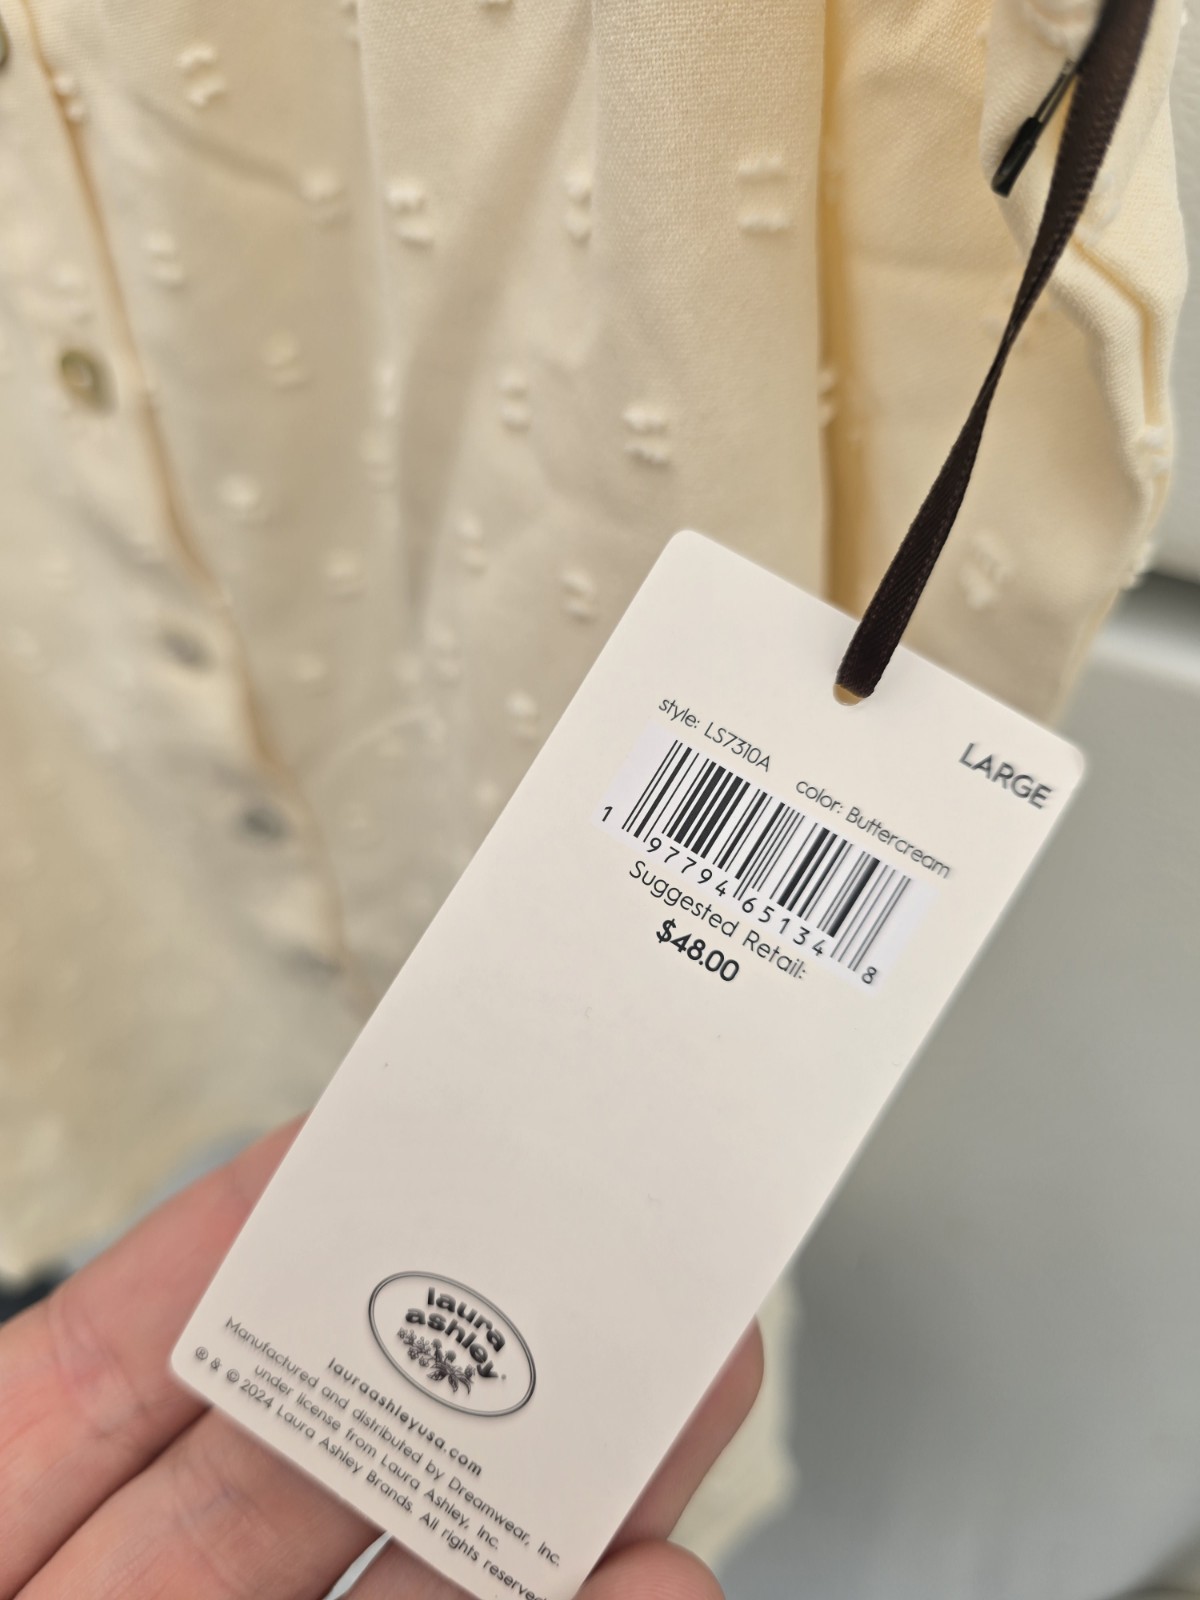 LARGE
style: LS7310A color: Buttercream
1 97794 65134 8
Suggested Retail:
$48.00
laura
ashley
lauraashleyusa.com
Manufactured and distributed by Dreamwear, Inc.
under license from Laura Ashley, Inc.
® & © 2024 Laura Ashley Brands. All rights reserved